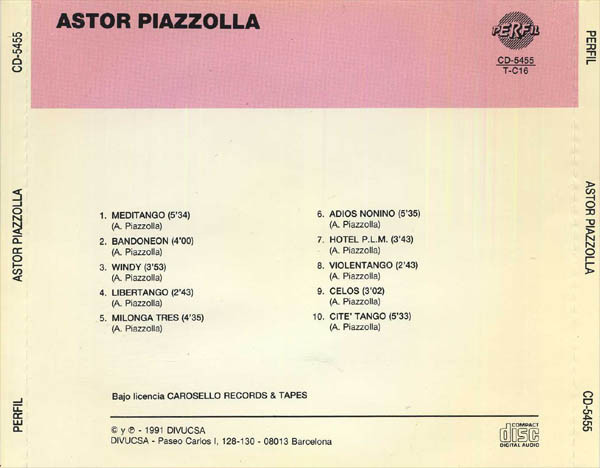 ASTOR PIAZZOLLA
PERFIL
CD-5455
T-C16
CD-5455
ASTOR PIAZZOLLA
PERFIL
PERFIL
ASTOR PIAZZOLLA
CD-5455
1. MEDITANGO (5'34)
(A. Piazzolla)
2. BANDONEON (4'00)
(A. Piazzolla)
3. WINDY (3'53)
(A. Piazzolla)
4. LIBERTANGO (2'43)
(A. Piazzolla)
5. MILONGA TRES (4'35)
(A. Piazzolla)
6. ADIOS NONINO (5'35)
(A. Piazzolla)
7. HOTEL P.L.M. (3'43)
(A. Piazzolla)
8. VIOLENTANGO (2'43)
(A. Piazzolla)
9. CELOS (3'02)
(A. Piazzolla)
10. CITE' TANGO (5'33)
(A. Piazzolla)
Bajo licencia CAROSELLO RECORDS & TAPES
© y ℗ - 1991 DIVUCSA
DIVUCSA - Paseo Carlos I, 128-130 - 08013 Barcelona
COMPACT
disc
DIGITAL AUDIO